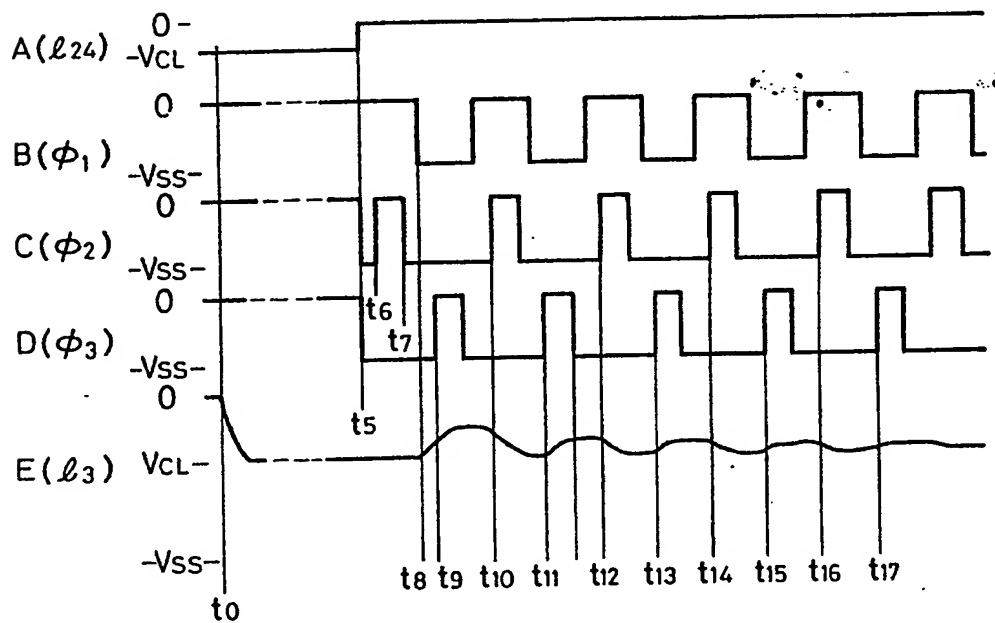 0-
A(ℓ24) -VCL
0
B(ϕ1)
-VSS-
0
C(ϕ2)
-VSS-
0
t6
t7
D(ϕ3)
-VSS-
0
t5
E(ℓ3) VCL-
-VSS-
t8 t9 t10 t11 t12 t13 t14 t15 t16 t17
t0